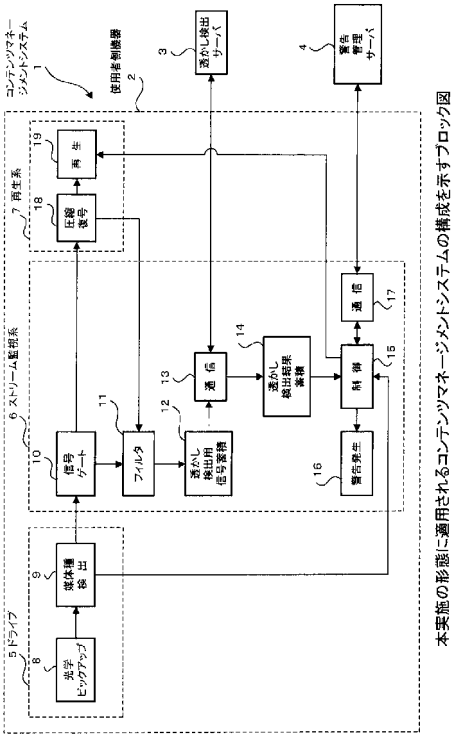 コンテンツマネー
ジメントシステム
1
使用者側機器
2
3
透かし検出
サーバ
4
警告
管理
サーバ
5 ドライブ
8
光学
ピックアップ
9
媒体種
検出
6 ストリーム監視系
10
信号
ゲート
11
フィルタ
12
透かし
検出用
信号蓄積
13
通信
14
透かし
検出結果
蓄積
15
制御
16
警告発生
17
通信
7 再生系
18
圧縮
復号
19
再生
本実施の形態に適用されるコンテンツマネージメントシステムの構成を示すブロック図